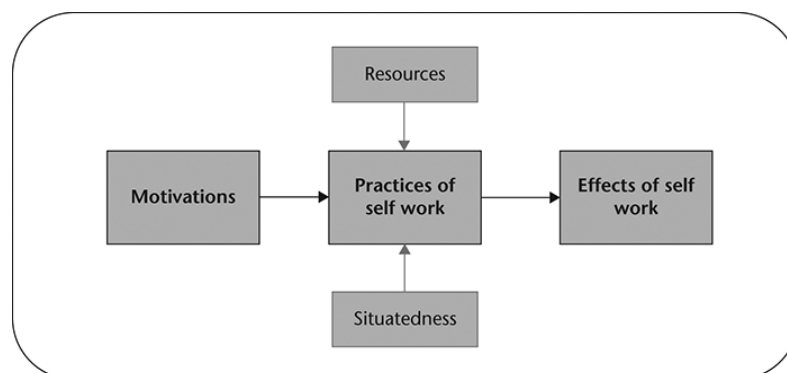 Resources
Motivations
Practices of
self work
Effects of self
work
Situatedness